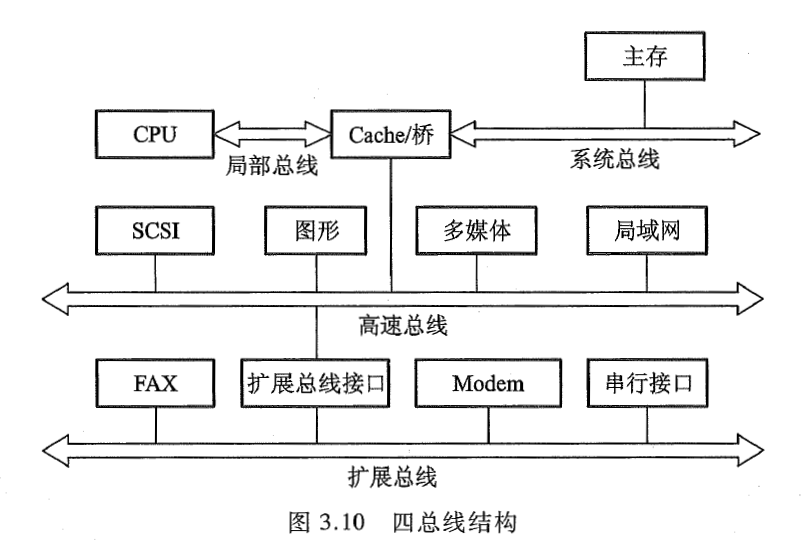 主存
CPU
Cache/桥
局部总线
系统总线
SCSI
图形
多媒体
局域网
高速总线
FAX
扩展总线接口
Modem
串行接口
扩展总线
图 3.10 四总线结构